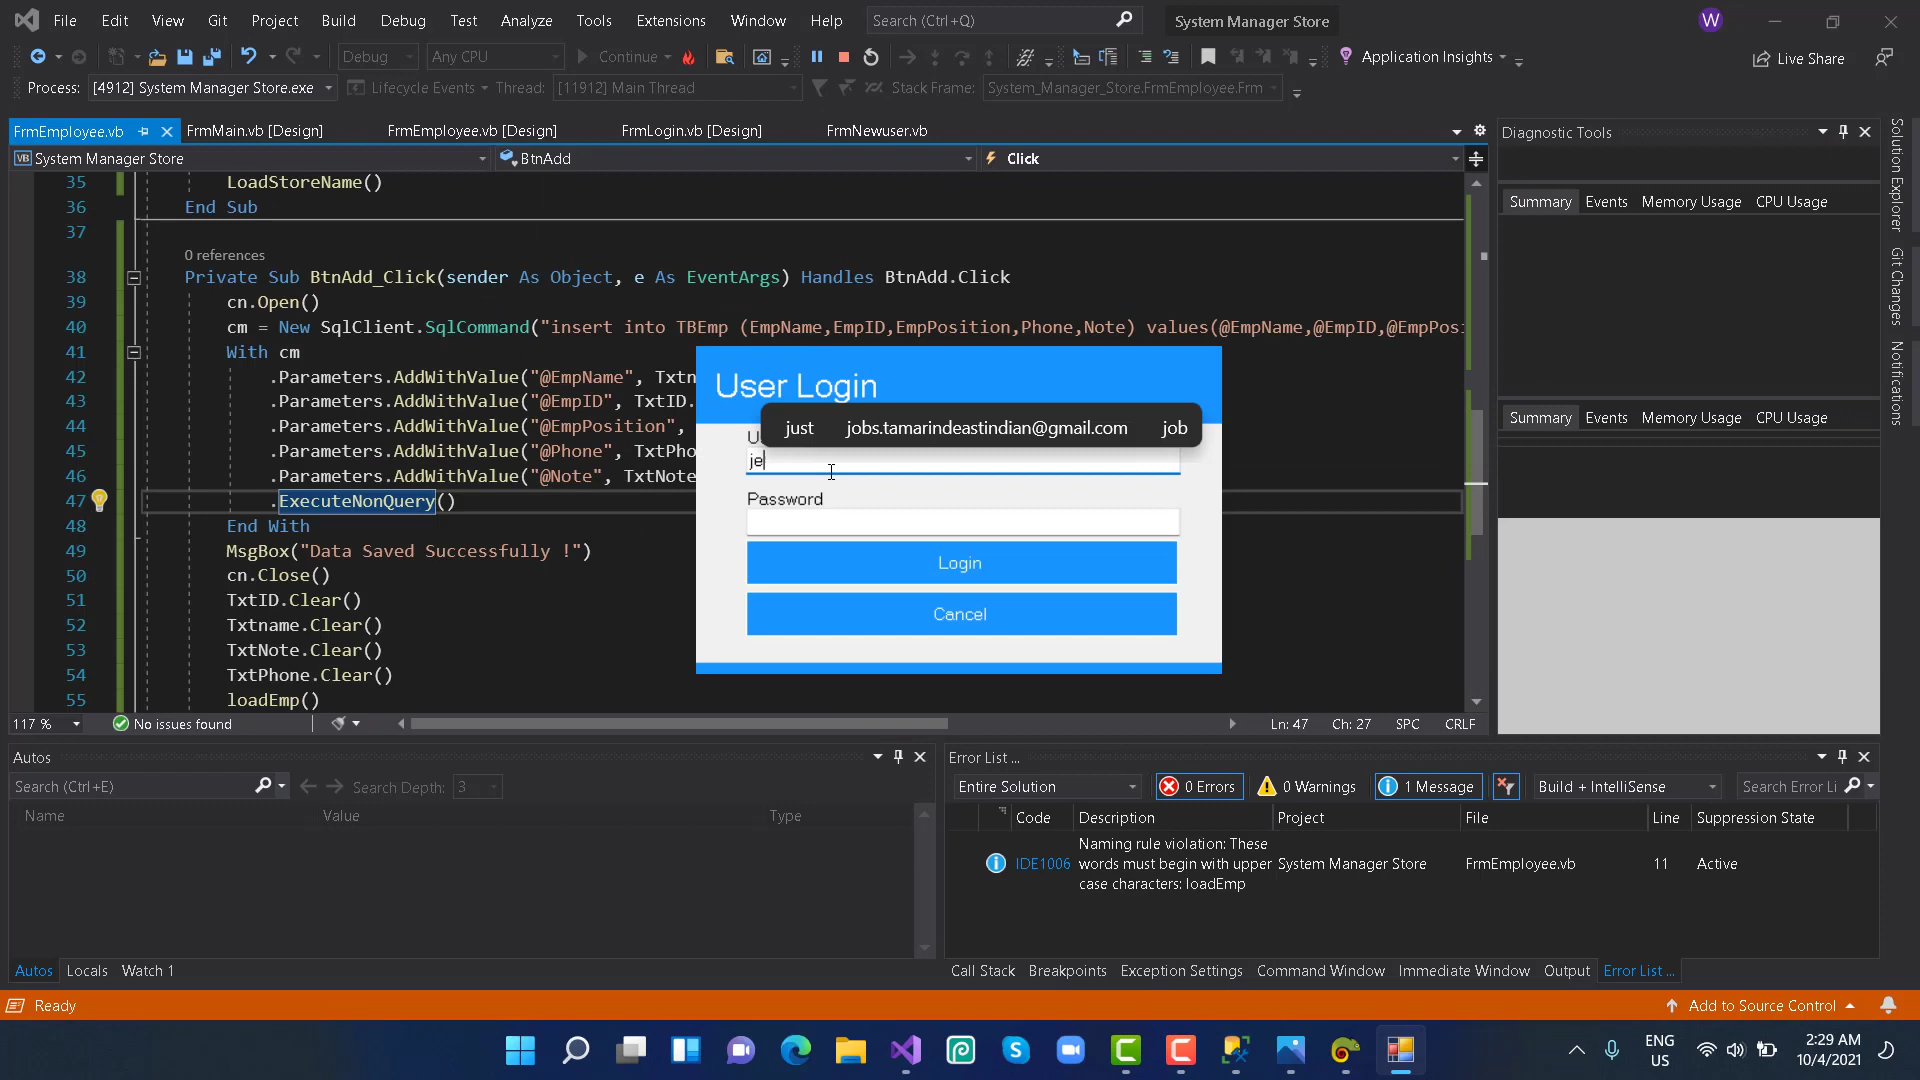 File Edit View Git Project Build Debug Test Analyze Tools Extensions Window Help Search (Ctrl+Q) System Manager Store W
Debug Any CPU Continue Application Insights Live Share
Process: [4912] System Manager Store.exe Lifecycle Events Thread: [11912] Main Thread Stack Frame: System_Manager_Store.FrmEmployee.Frm
FrmEmployee.vb FrmMain.vb [Design] FrmEmployee.vb [Design] FrmLogin.vb [Design] FrmNewuser.vb
VB System Manager Store BtnAdd Click
35 LoadStoreName()
36 End Sub
37
0 references
38 Private Sub BtnAdd_Click(sender As Object, e As EventArgs) Handles BtnAdd.Click
39 cn.Open()
40 cm = New SqlClient.SqlCommand("insert into TBEmp (EmpName,EmpID,EmpPosition,Phone,Note) values(@EmpName,@EmpID,@EmpPosi
41 With cm
42 .Parameters.AddWithValue("@EmpName", Txtn
43 .Parameters.AddWithValue("@EmpID", TxtID.
44 .Parameters.AddWithValue("@EmpPosition",
45 .Parameters.AddWithValue("@Phone", TxtPho
46 .Parameters.AddWithValue("@Note", TxtNote
47 .ExecuteNonQuery()
48 End With
49 MsgBox("Data Saved Successfully !")
50 cn.Close()
51 TxtID.Clear()
52 Txtname.Clear()
53 TxtNote.Clear()
54 TxtPhone.Clear()
55 loadEmp()
User Login
just jobs.tamarindeastindian@gmail.com job
je
Password
Login
Cancel
117 % No issues found Ln: 47 Ch: 27 SPC CRLF
Diagnostic Tools
Summary Events Memory Usage CPU Usage
Summary Events Memory Usage CPU Usage
Solution Explorer
Git Changes
Notifications
Autos
Search (Ctrl+E) Search Depth: 3
Name Value Type
Autos Locals Watch 1
Error List ...
Entire Solution 0 Errors 0 Warnings 1 Message Build + IntelliSense Search Error Li
Code Description Project File Line Suppression State
IDE1006 Naming rule violation: These words must begin with upper case characters: loadEmp System Manager Store FrmEmployee.vb 11 Active
Call Stack Breakpoints Exception Settings Command Window Immediate Window Output Error List ...
Ready Add to Source Control
ENG
US
2:29 AM
10/4/2021